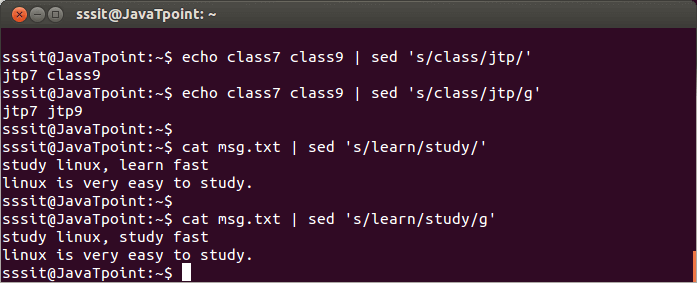 sssit@JavaTpoint: ~
sssit@JavaTpoint:~$ echo class7 class9 | sed 's/class/jtp/'
jtp7 class9
sssit@JavaTpoint:~$ echo class7 class9 | sed 's/class/jtp/g'
jtp7 jtp9
sssit@JavaTpoint:~$
sssit@JavaTpoint:~$ cat msg.txt | sed 's/learn/study/'
study linux, learn fast
linux is very easy to study.
sssit@JavaTpoint:~$
sssit@JavaTpoint:~$ cat msg.txt | sed 's/learn/study/g'
study linux, study fast
linux is very easy to study.
sssit@JavaTpoint:~$